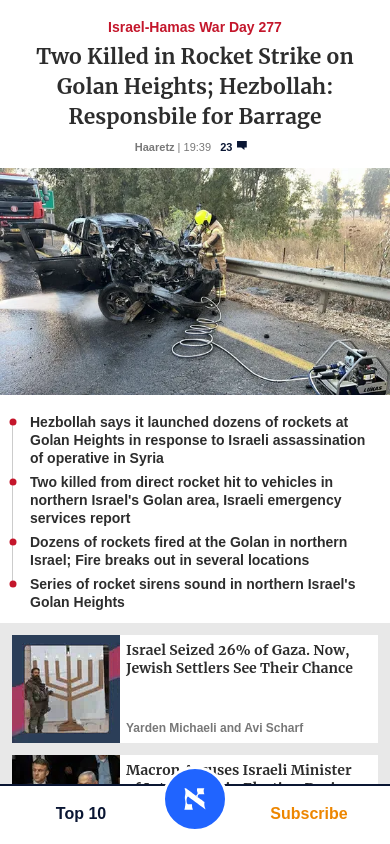 Israel-Hamas War Day 277
Two Killed in Rocket Strike on
Golan Heights; Hezbollah:
Responsbile for Barrage
Haaretz | 19:39 23
LUKAS
Hezbollah says it launched dozens of rockets at
Golan Heights in response to Israeli assassination
of operative in Syria
Two killed from direct rocket hit to vehicles in
northern Israel's Golan area, Israeli emergency
services report
Dozens of rockets fired at the Golan in northern
Israel; Fire breaks out in several locations
Series of rocket sirens sound in northern Israel's
Golan Heights
Israel Seized 26% of Gaza. Now,
Jewish Settlers See Their Chance
Yarden Michaeli and Avi Scharf
Macron Accuses Israeli Minister
Top 10
Subscribe